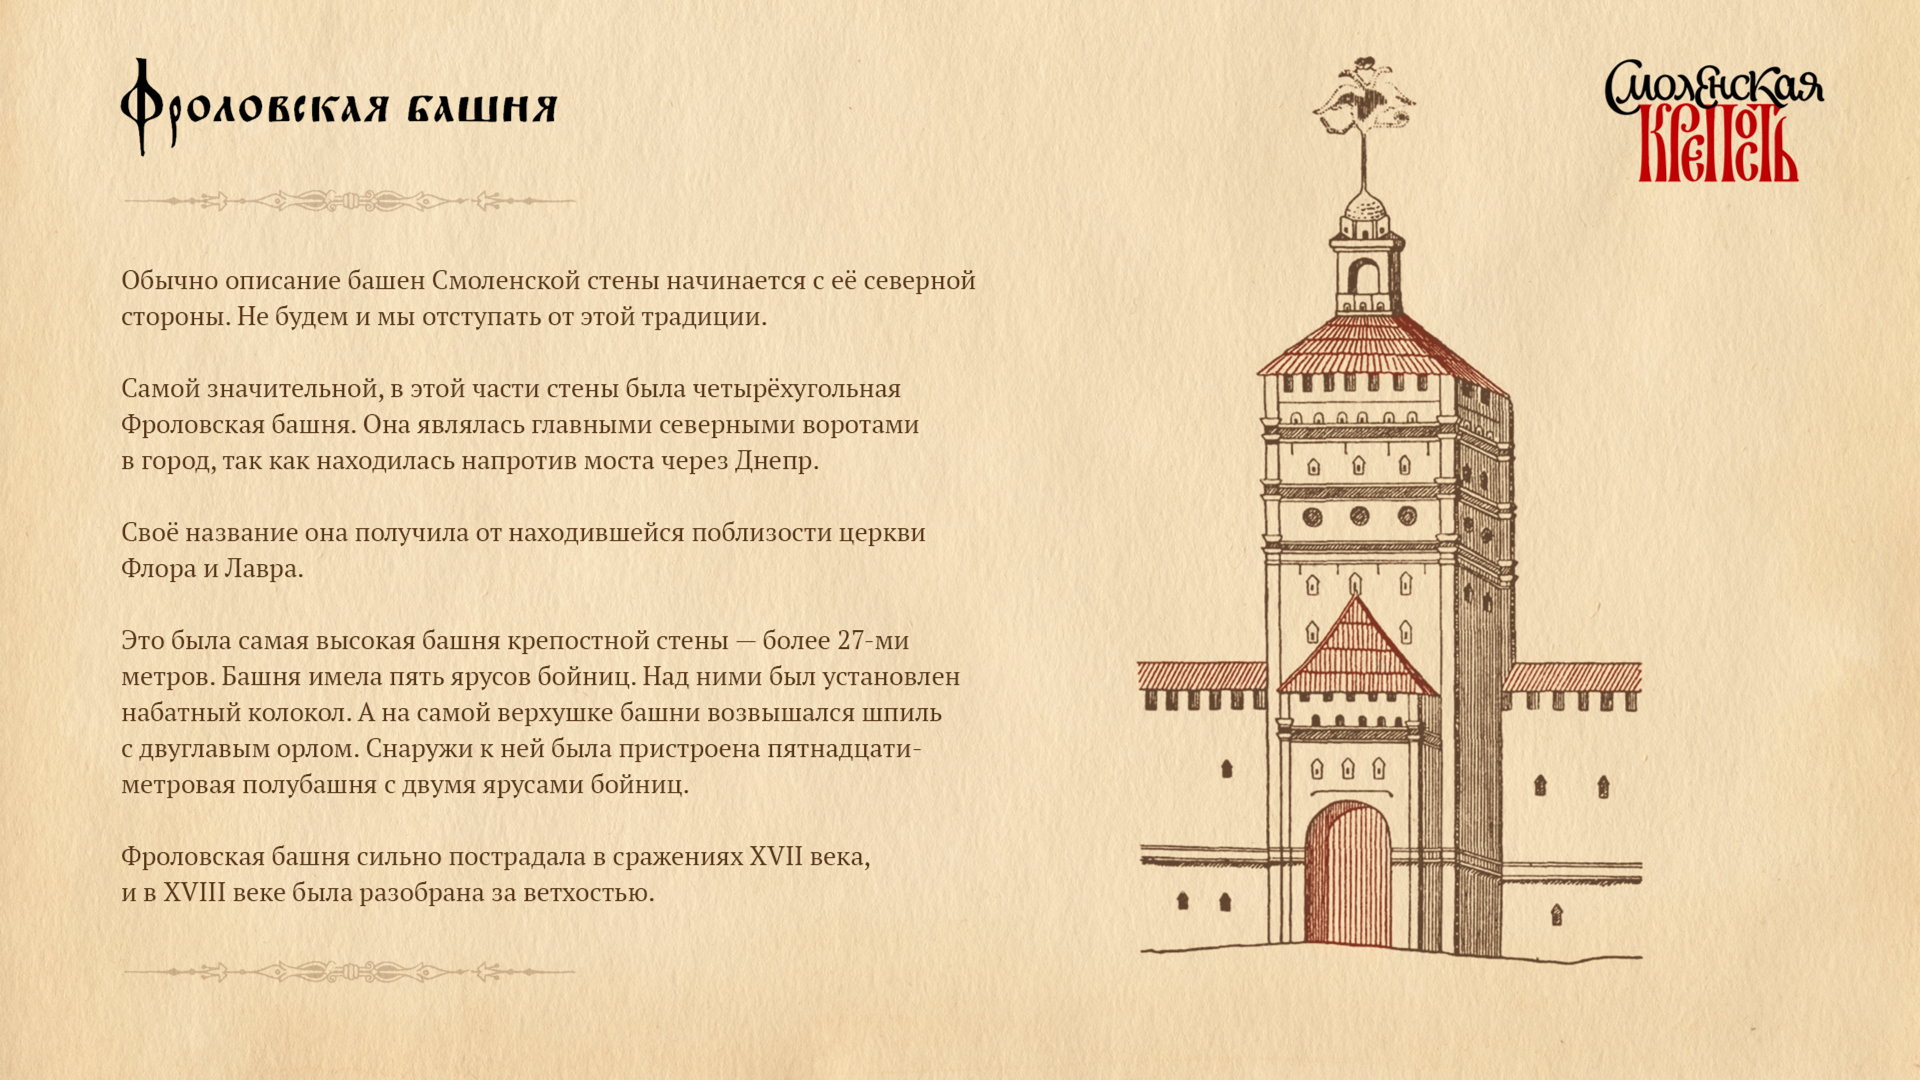 Фроловская башня
Смоленская
крепость
Обычно описание башен Смоленской стены начинается с её северной
стороны. Не будем и мы отступать от этой традиции.
Самой значительной, в этой части стены была четырёхугольная
Фроловская башня. Она являлась главными северными воротами
в город, так как находилась напротив моста через Днепр.
Своё название она получила от находившейся поблизости церкви
Флора и Лавра.
Это была самая высокая башня крепостной стены — более 27-ми
метров. Башня имела пять ярусов бойниц. Над ними был установлен
набатный колокол. А на самой верхушке башни возвышался шпиль
с двуглавым орлом. Снаружи к ней была пристроена пятнадцати-
метровая полубашня с двумя ярусами бойниц.
Фроловская башня сильно пострадала в сражениях XVII века,
и в XVIII веке была разобрана за ветхостью.